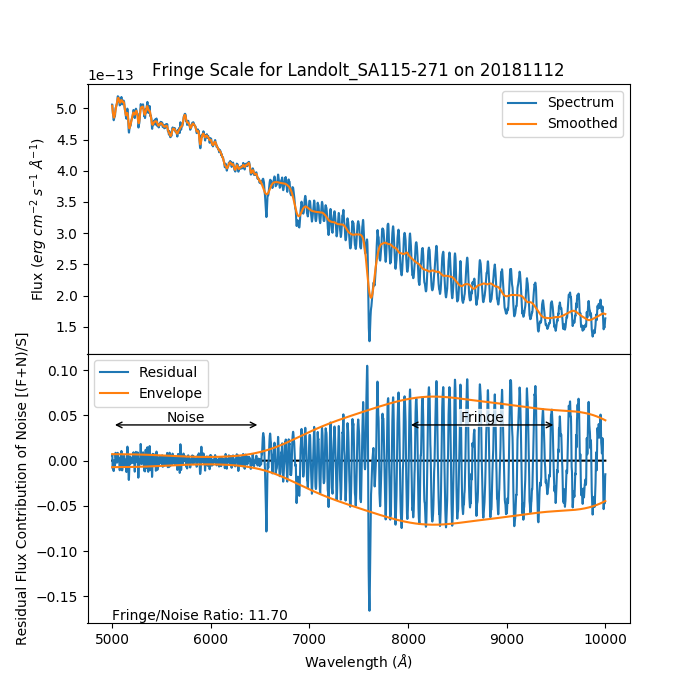 Fringe Scale for Landolt_SA115-271 on 20181112
1e−13
5.0
4.5
4.0
3.5
3.0
2.5
2.0
1.5
Flux (erg cm⁻² s⁻¹ Å⁻¹)
Spectrum
Smoothed
Residual
Envelope
0.10
0.05
0.00
−0.05
−0.10
−0.15
Residual Flux Contribution of Noise [(F+N)/S]
Noise
Fringe
Fringe/Noise Ratio: 11.70
5000 6000 7000 8000 9000 10000
Wavelength (Å)